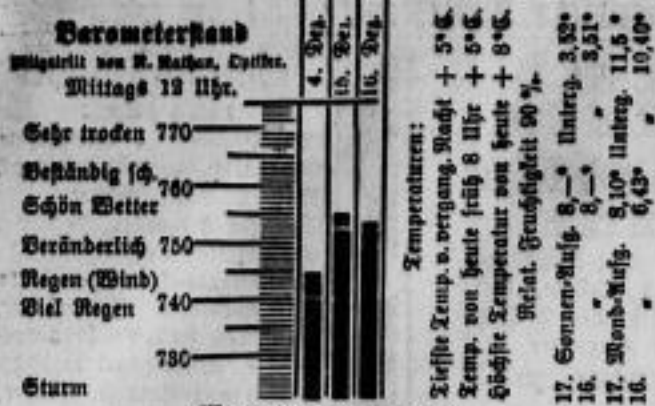 Barometerstand
Mitgeteilt von R. Nathan, Optiker.
Mittags 12 Uhr.
4. Dez.
15. Dez.
16. Dez.
Sehr trocken 770
Beständig sch.
760
Schön Wetter
Veränderlich 750
Regen (Wind)
Viel Regen 740
730
Sturm
Temperaturen:
Tiefste Temp. v. vergang. Nacht + 5° C.
Temp. von heute früh 8 Uhr + 6° C.
Höchste Temperatur von heute + 8° C.
Relat. Feuchtigkeit 90 %.
17. Sonnen-Aufg. 8,—° Unterg. 3,52°
16. " 8,—° " 3,51°
17. Mond-Aufg. 8,10° Unterg. 11,5 °
16. " 6,43° " 10,40°